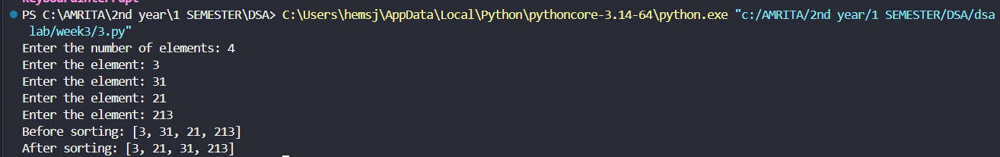 KeyboardInterrupt
PS C:\AMRITA\2nd year\1 SEMESTER\DSA> C:\Users\hemsj\AppData\Local\Python\pythoncore-3.14-64\python.exe "c:/AMRITA/2nd year/1 SEMESTER/DSA/dsa
lab/week3/3.py"
Enter the number of elements: 4
Enter the element: 3
Enter the element: 31
Enter the element: 21
Enter the element: 213
Before sorting: [3, 31, 21, 213]
After sorting: [3, 21, 31, 213]